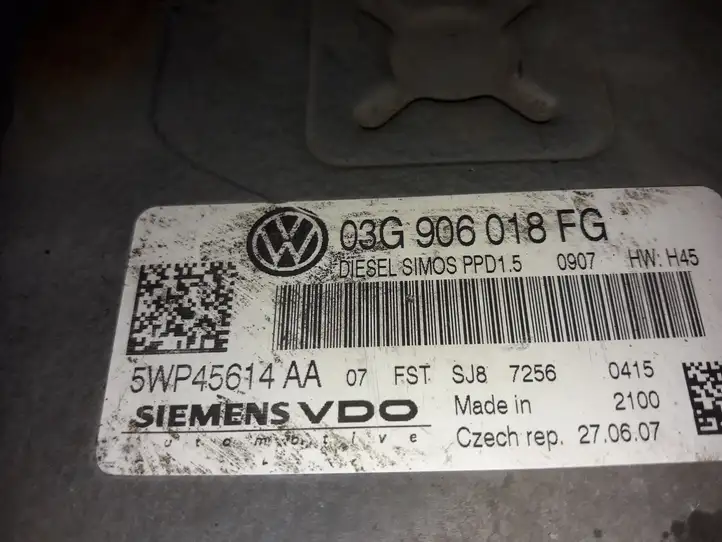 03G 906 018 FG
DIESEL SIMOS PPD1.5 0907 HW: H45
5WP45614 AA 07 FST SJ8 7256 0415
SIEMENS VDO Made in 2100
automotive Czech rep. 27.06.07